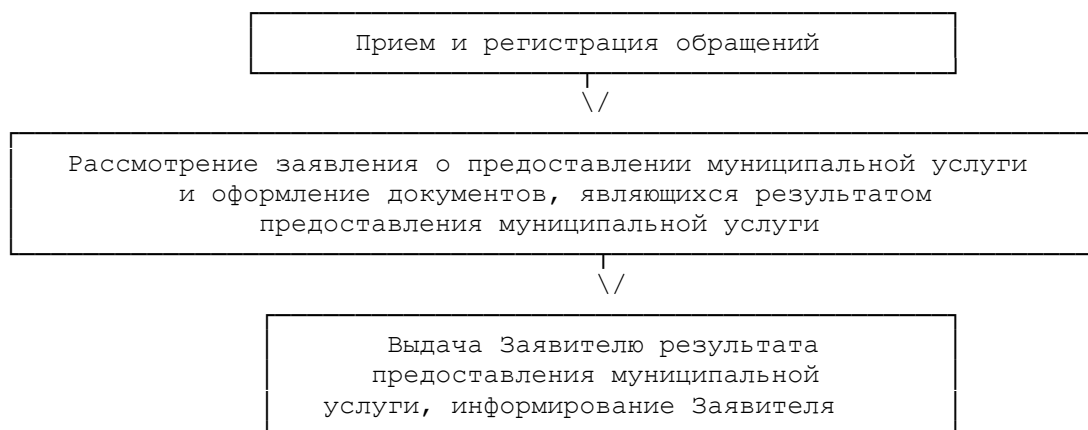 Прием и регистрация обращений
Рассмотрение заявления о предоставлении муниципальной услуги
и оформление документов, являющихся результатом
предоставления муниципальной услуги
Выдача Заявителю результата
предоставления муниципальной
услуги, информирование Заявителя